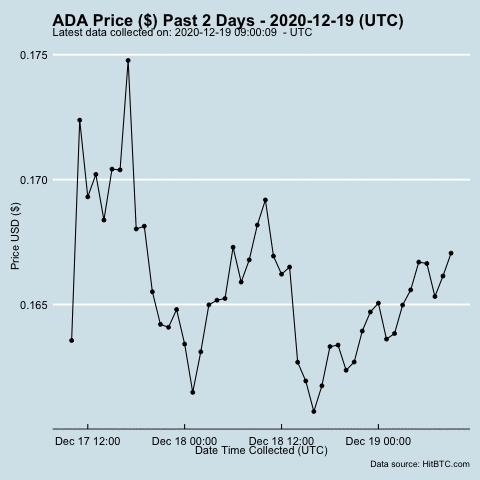 ADA Price ($) Past 2 Days - 2020-12-19 (UTC)
Latest data collected on: 2020-12-19 09:00:09  - UTC
0.175
0.170
0.165
Price USD ($)
Dec 17 12:00 Dec 18 00:00 Dec 18 12:00 Dec 19 00:00
Date Time Collected (UTC)
Data source: HitBTC.com